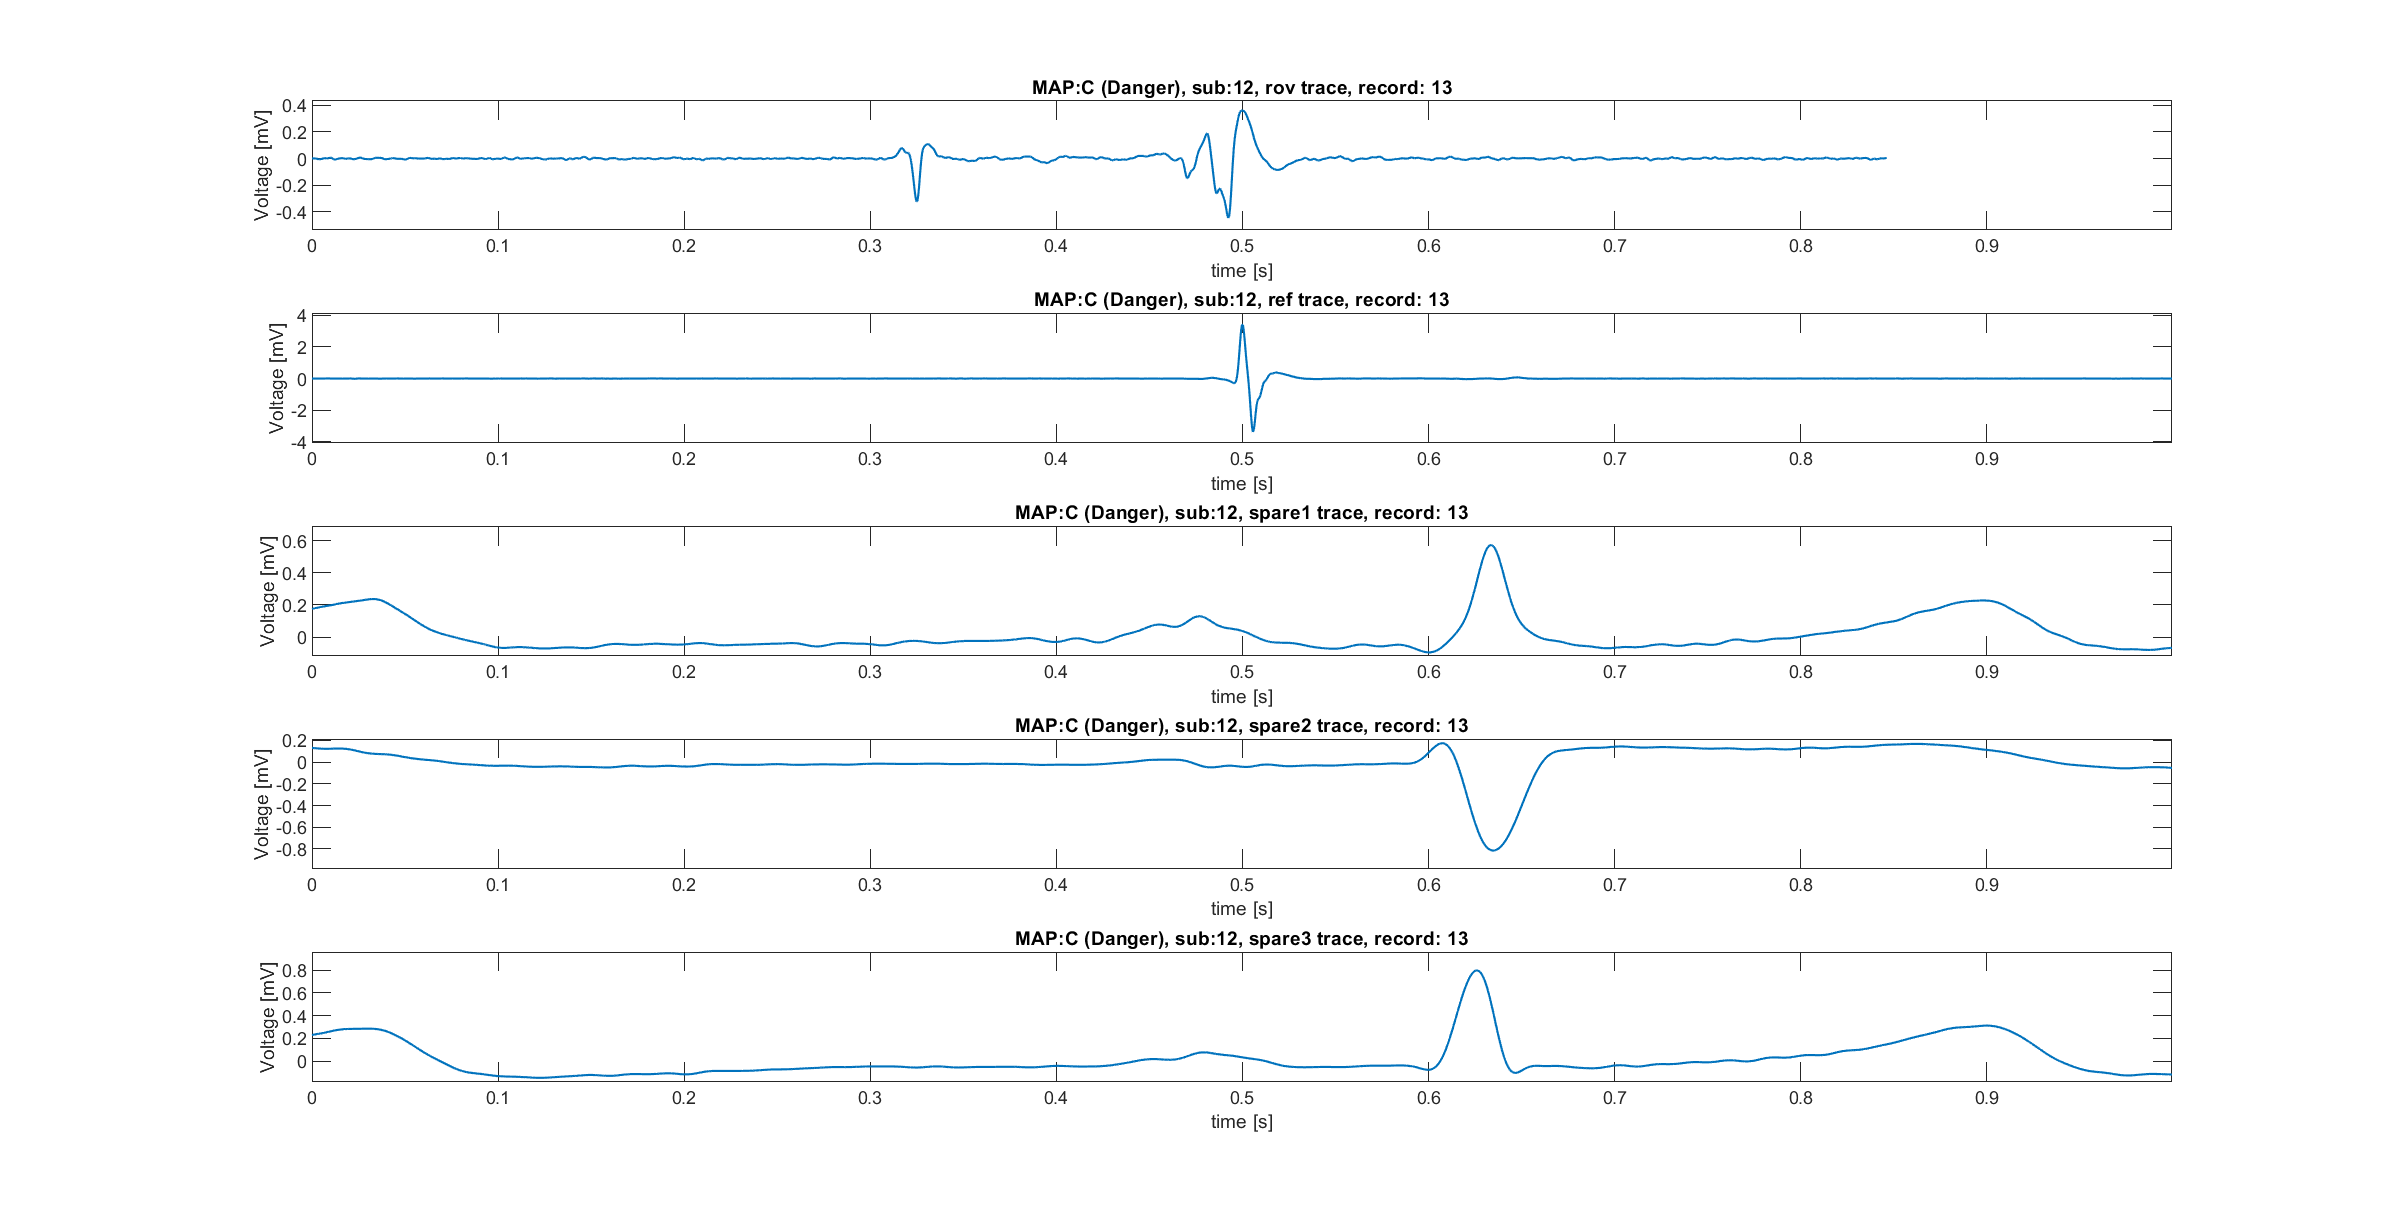 MAP:C (Danger), sub:12, rov trace, record: 13
Voltage [mV]
0.4
0.2
0
-0.2
-0.4
0 0.1 0.2 0.3 0.4 0.5 0.6 0.7 0.8 0.9
time [s]
MAP:C (Danger), sub:12, ref trace, record: 13
Voltage [mV]
4
2
0
-2
-4
0 0.1 0.2 0.3 0.4 0.5 0.6 0.7 0.8 0.9
time [s]
MAP:C (Danger), sub:12, spare1 trace, record: 13
Voltage [mV]
0.6
0.4
0.2
0
0 0.1 0.2 0.3 0.4 0.5 0.6 0.7 0.8 0.9
time [s]
MAP:C (Danger), sub:12, spare2 trace, record: 13
Voltage [mV]
0.2
0
-0.2
-0.4
-0.6
-0.8
0 0.1 0.2 0.3 0.4 0.5 0.6 0.7 0.8 0.9
time [s]
MAP:C (Danger), sub:12, spare3 trace, record: 13
Voltage [mV]
0.8
0.6
0.4
0.2
0
0 0.1 0.2 0.3 0.4 0.5 0.6 0.7 0.8 0.9
time [s]